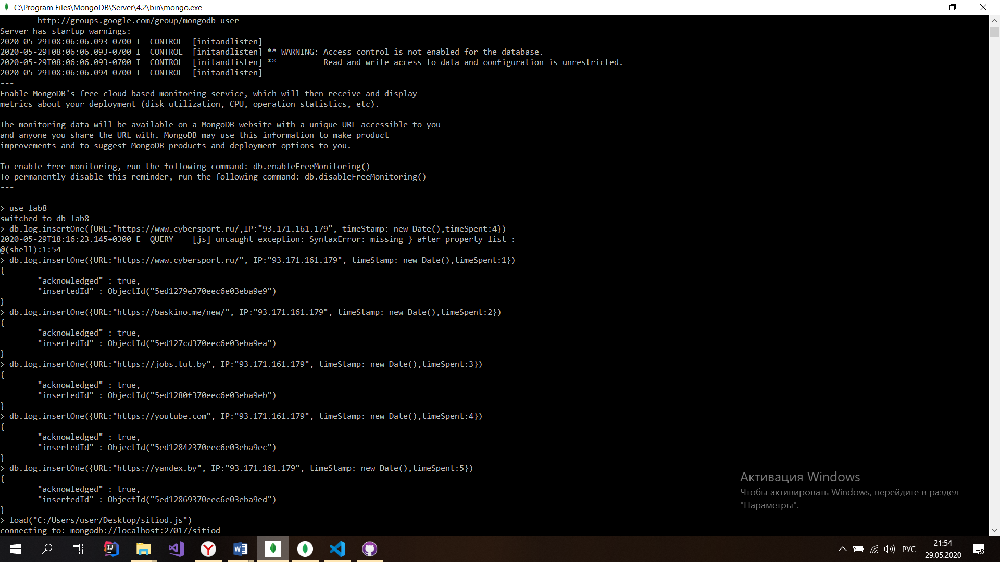 C:\Program Files\MongoDB\Server\4.2\bin\mongo.exe
http://groups.google.com/group/mongodb-user
Server has startup warnings:
2020-05-29T08:06:06.093-0700 I  CONTROL  [initandlisten]
2020-05-29T08:06:06.093-0700 I  CONTROL  [initandlisten] ** WARNING: Access control is not enabled for the database.
2020-05-29T08:06:06.093-0700 I  CONTROL  [initandlisten] **          Read and write access to data and configuration is unrestricted.
2020-05-29T08:06:06.094-0700 I  CONTROL  [initandlisten]
---
Enable MongoDB's free cloud-based monitoring service, which will then receive and display
metrics about your deployment (disk utilization, CPU, operation statistics, etc).
The monitoring data will be available on a MongoDB website with a unique URL accessible to you
and anyone you share the URL with. MongoDB may use this information to make product
improvements and to suggest MongoDB products and deployment options to you.
To enable free monitoring, run the following command: db.enableFreeMonitoring()
To permanently disable this reminder, run the following command: db.disableFreeMonitoring()
---
> use lab8
switched to db lab8
> db.log.insertOne({URL:"https://www.cybersport.ru/,IP:"93.171.161.179", timeStamp: new Date(),timeSpent:4})
2020-05-29T18:16:23.145+0300 E  QUERY    [js] uncaught exception: SyntaxError: missing } after property list :
@(shell):1:54
> db.log.insertOne({URL:"https://www.cybersport.ru/", IP:"93.171.161.179", timeStamp: new Date(),timeSpent:1})
{
"acknowledged" : true,
"insertedId" : ObjectId("5ed1279e370eec6e03eba9e9")
}
> db.log.insertOne({URL:"https://baskino.me/new/", IP:"93.171.161.179", timeStamp: new Date(),timeSpent:2})
{
"acknowledged" : true,
"insertedId" : ObjectId("5ed127cd370eec6e03eba9ea")
}
> db.log.insertOne({URL:"https://jobs.tut.by", IP:"93.171.161.179", timeStamp: new Date(),timeSpent:3})
{
"acknowledged" : true,
"insertedId" : ObjectId("5ed1280f370eec6e03eba9eb")
}
> db.log.insertOne({URL:"https://youtube.com", IP:"93.171.161.179", timeStamp: new Date(),timeSpent:4})
{
"acknowledged" : true,
"insertedId" : ObjectId("5ed12842370eec6e03eba9ec")
}
> db.log.insertOne({URL:"https://yandex.by", IP:"93.171.161.179", timeStamp: new Date(),timeSpent:5})
{
"acknowledged" : true,
"insertedId" : ObjectId("5ed12869370eec6e03eba9ed")
}
> load("C:/Users/user/Desktop/sitiod.js")
connecting to: mongodb://localhost:27017/sitiod
Активация Windows
Чтобы активировать Windows, перейдите в раздел
"Параметры".
РУС
21:54
29.05.2020